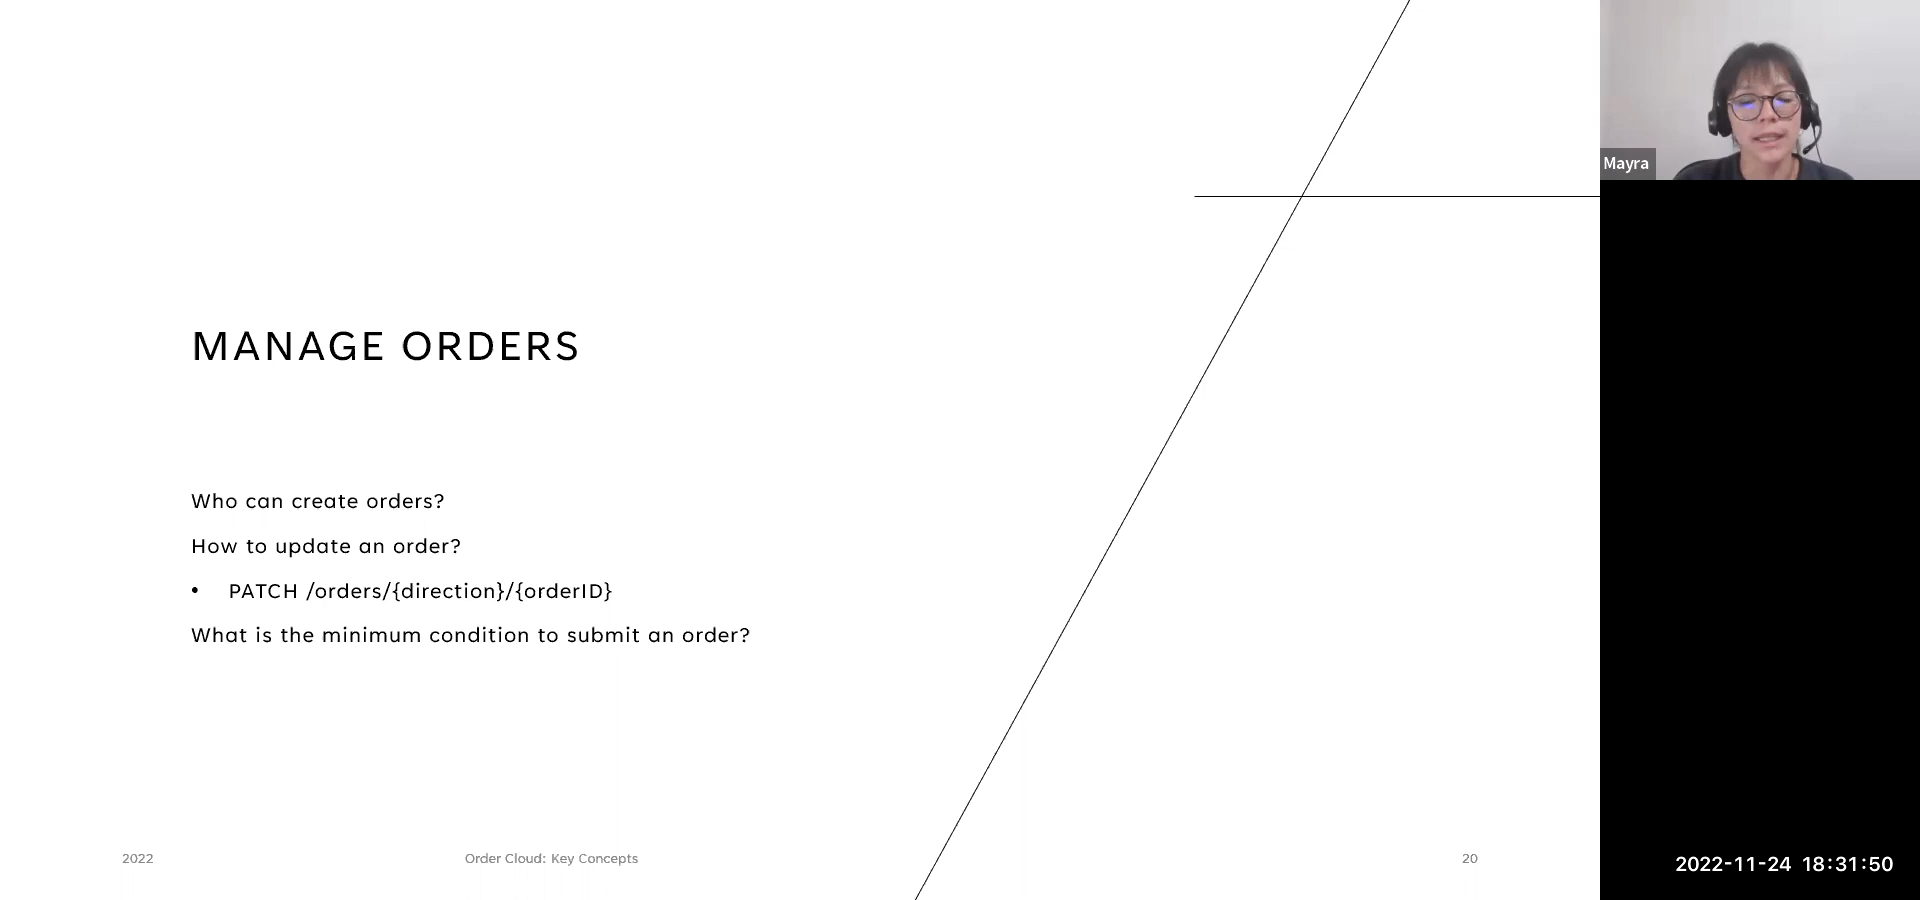 Mayra
MANAGE ORDERS
Who can create orders?
How to update an order?
• PATCH /orders/{direction}/{orderID}
What is the minimum condition to submit an order?
2022
Order Cloud: Key Concepts
20
2022-11-24 18:31:50